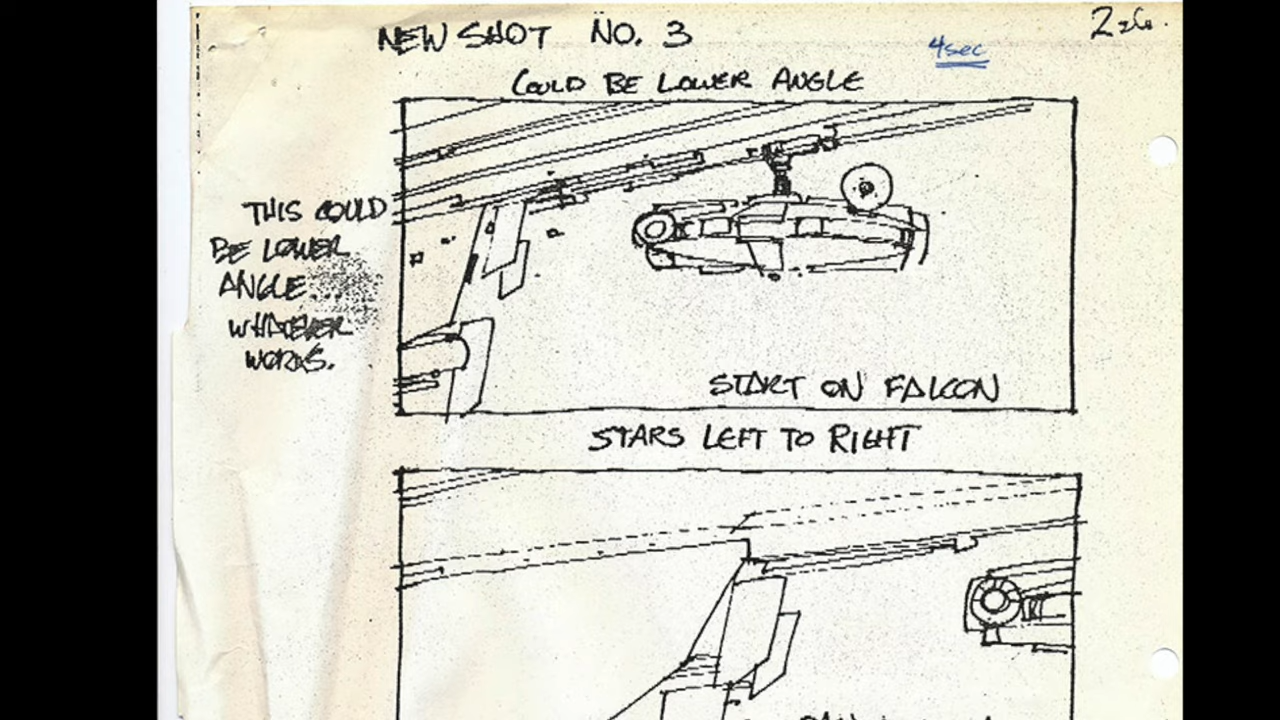 NEW SHOT NO. 3
4sec
COULD BE LOWER ANGLE
THIS COULD
BE LOWER
ANGLE...
WHATEVER
WORKS.
START ON FALCON
STARS LEFT TO RIGHT